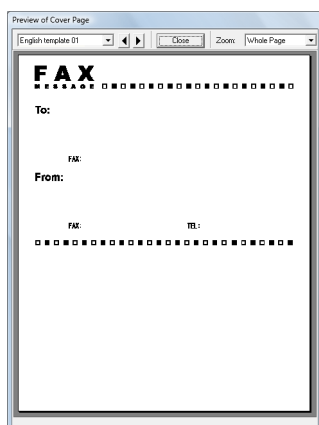 Preview of Cover Page
English template 01 Close Zoom: Whole Page
FAX
MESSAGE
To:
FAX:
From:
FAX: TEL: